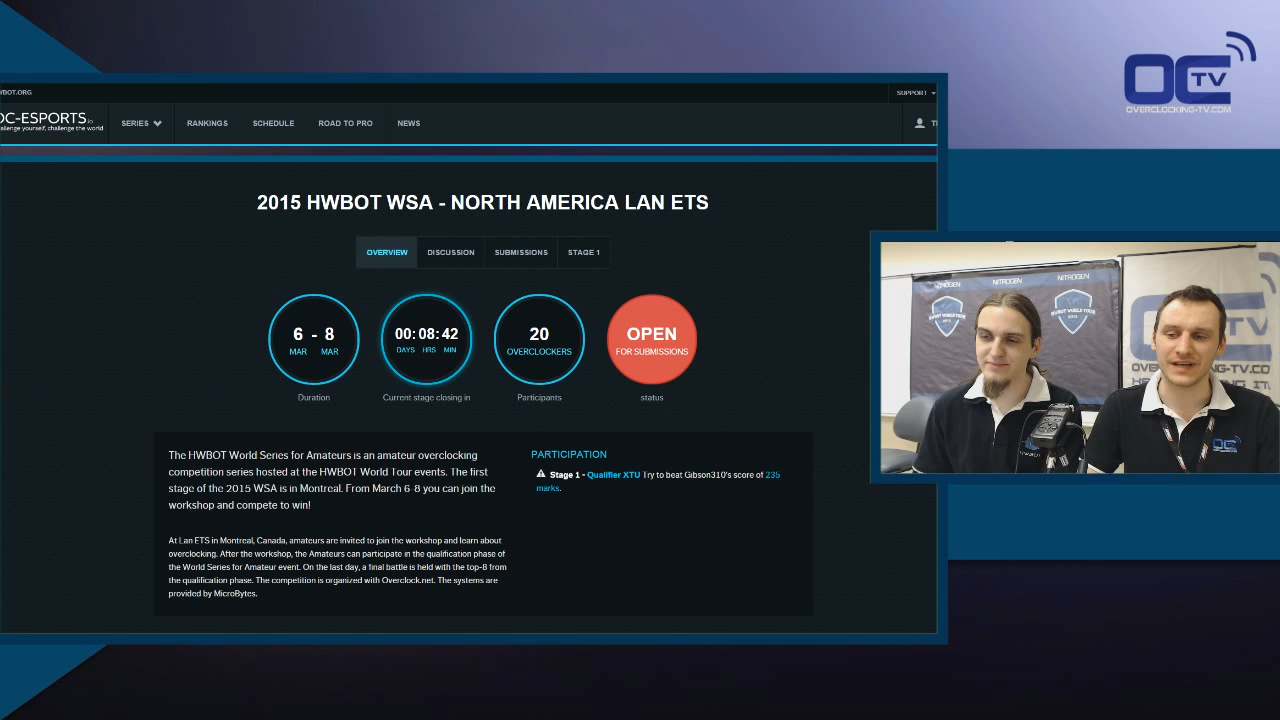 OC TV
OVERCLOCKING-TV.COM
SUPPORT
OC-ESPORTS.io
SERIES
RANKINGS
SCHEDULE
ROAD TO PRO
NEWS
2015 HWBOT WSA - NORTH AMERICA LAN ETS
OVERVIEW
DISCUSSION
SUBMISSIONS
STAGE 1
6 - 8
MAR MAR
Duration
00:08:42
DAYS HRS MIN
Current stage closing in
20
OVERCLOCKERS
Participants
OPEN
FOR SUBMISSIONS
status
The HWBOT World Series for Amateurs is an amateur overclocking
competition series hosted at the HWBOT World Tour events. The first
stage of the 2015 WSA is in Montreal. From March 6-8 you can join the
workshop and compete to win!
At Lan ETS in Montreal, Canada, amateurs are invited to join the workshop and learn about
overclocking. After the workshop, the Amateurs can participate in the qualification phase of
the World Series for Amateur event. On the last day, a final battle is held with the top-8 from
the qualification phase. The competition is organized with Overclock.net. The systems are
provided by MicroBytes.
PARTICIPATION
Stage 1 - Qualifier XTU Try to beat Gibson310's score of 235
marks.
NITROGEN
NITROGEN
NITROGEN
HWBOT WORLD TOUR
HWBOT WORLD TOUR
TV
OC